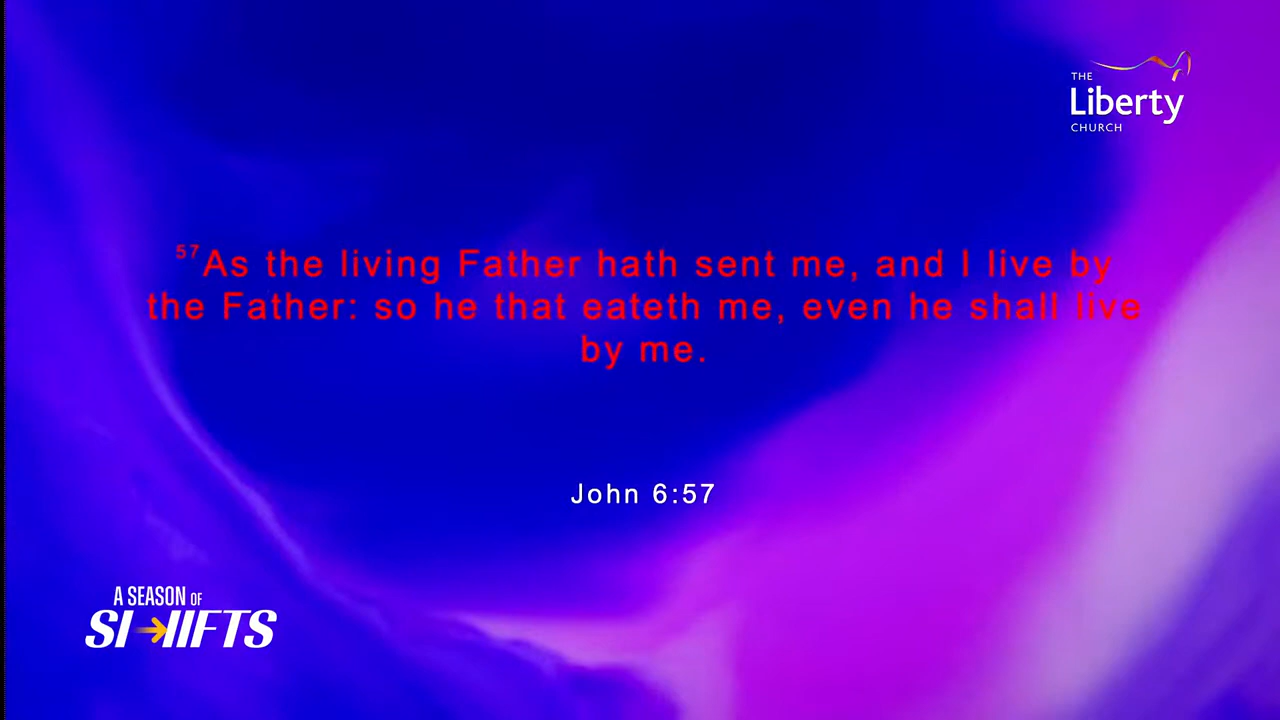 THE
Liberty
CHURCH
57As the living Father hath sent me, and I live by
the Father: so he that eateth me, even he shall live
by me.
John 6:57
A SEASON OF
SHIFTS